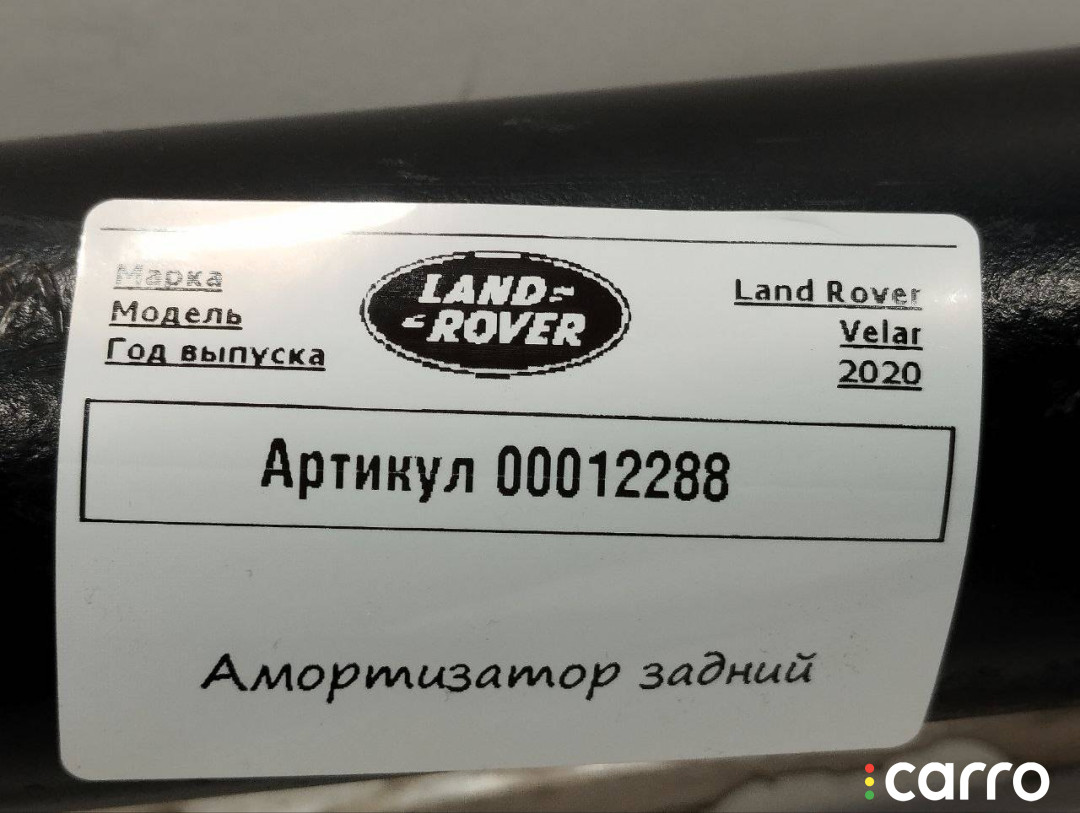 Марка
Модель
Год выпуска
LAND-
-ROVER
Land Rover
Velar
2020
Артикул 00012288
Амортизатор задний
carro